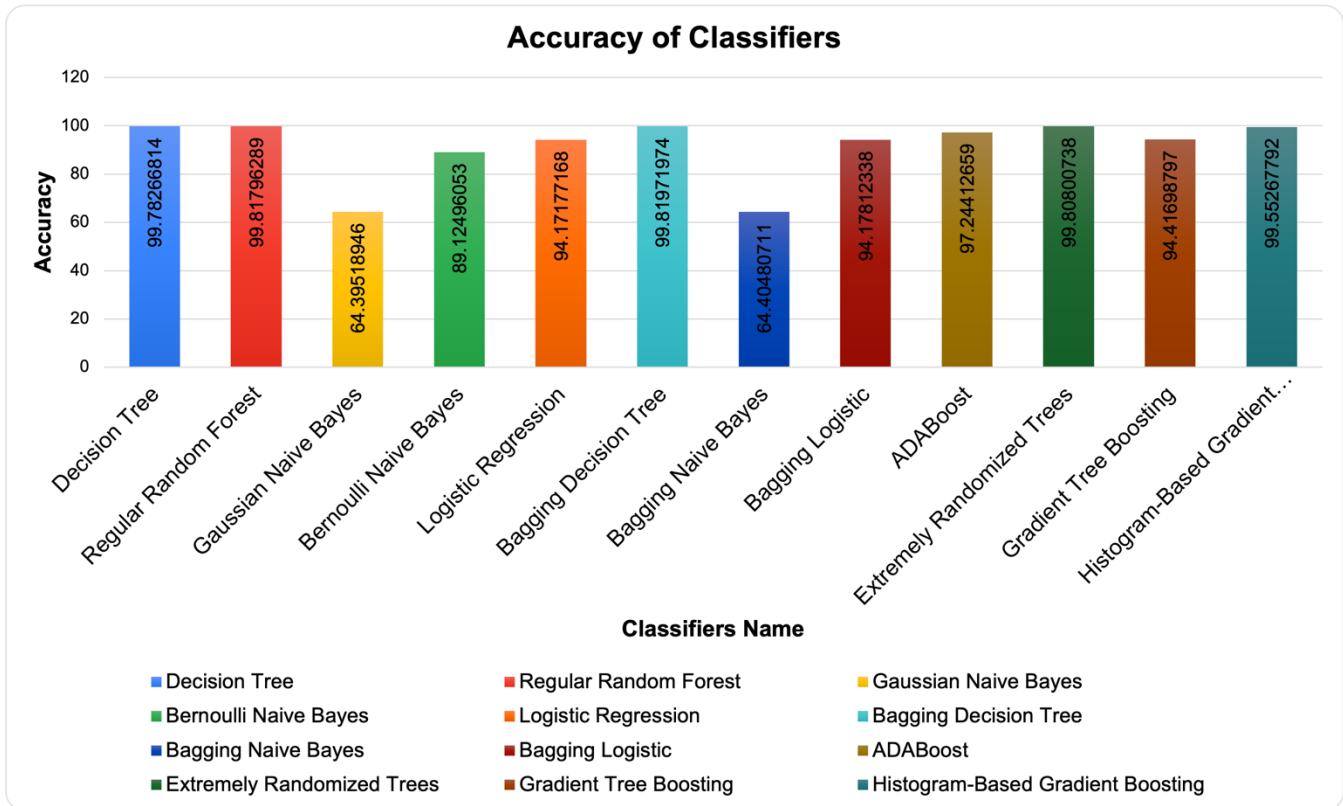 Accuracy of Classifiers
Accuracy
120
100
80
60
40
20
0
99.78266814
99.81796289
64.39518946
89.12496053
94.17177168
99.81971974
64.40480711
94.17812338
97.24412659
99.80800738
94.41698797
99.55267792
Decision Tree
Regular Random Forest
Gaussian Naive Bayes
Bernoulli Naive Bayes
Logistic Regression
Bagging Decision Tree
Bagging Naive Bayes
Bagging Logistic
ADABoost
Extremely Randomized Trees
Gradient Tree Boosting
Histogram-Based Gradient…
Classifiers Name
Decision Tree
Regular Random Forest
Gaussian Naive Bayes
Bernoulli Naive Bayes
Logistic Regression
Bagging Decision Tree
Bagging Naive Bayes
Bagging Logistic
ADABoost
Extremely Randomized Trees
Gradient Tree Boosting
Histogram-Based Gradient Boosting